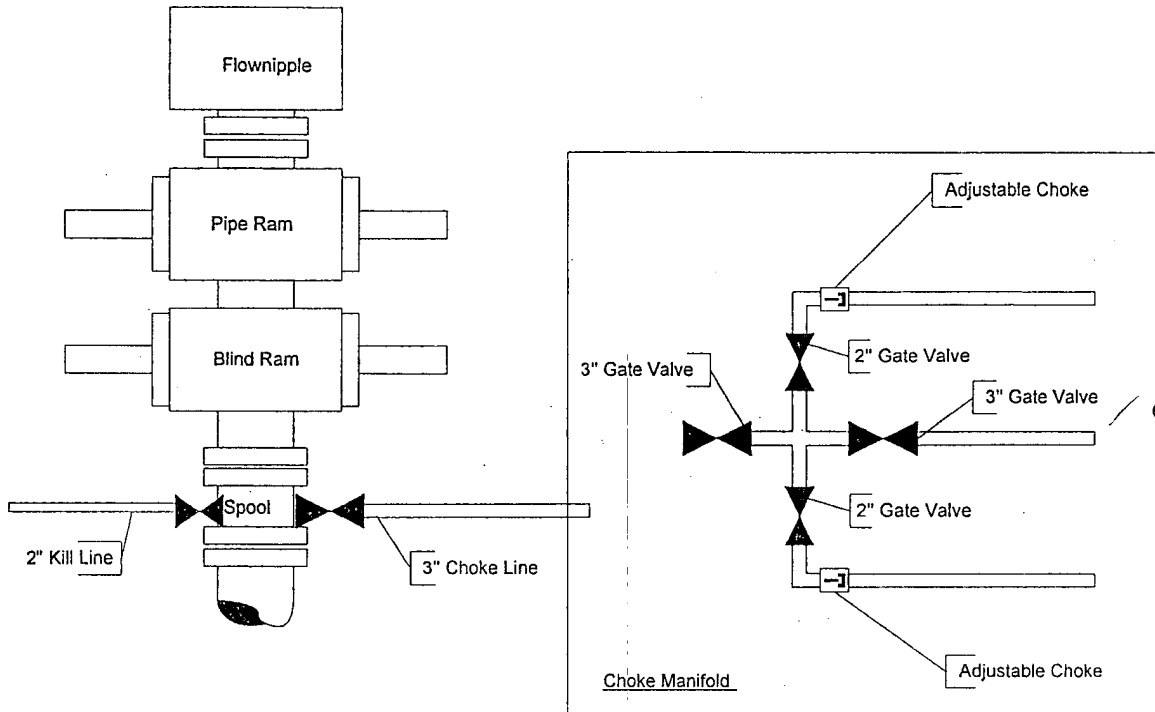 Flownipple
Pipe Ram
Blind Ram
Spool
2" Kill Line
3" Choke Line
Adjustable Choke
2" Gate Valve
3" Gate Valve
3" Gate Valve
2" Gate Valve
Adjustable Choke
Choke Manifold